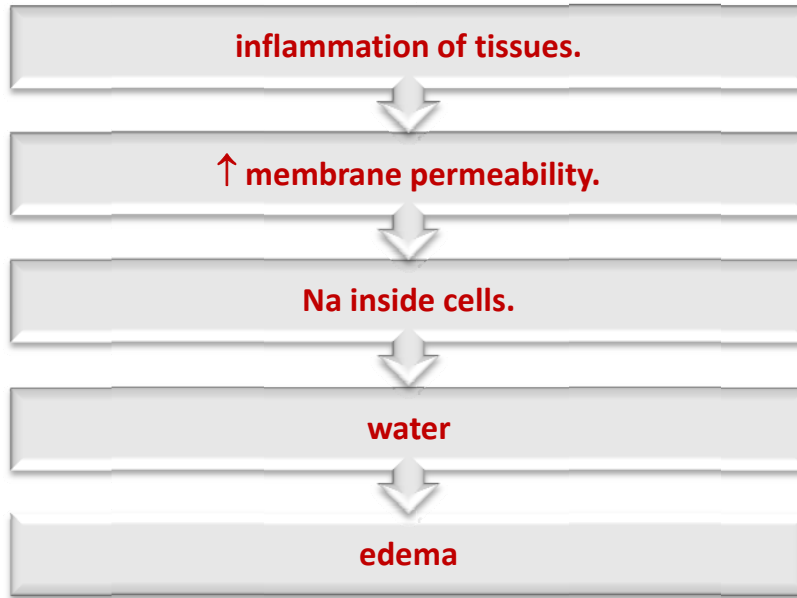 inflammation of tissues.
↑ membrane permeability.
Na inside cells.
water
edema